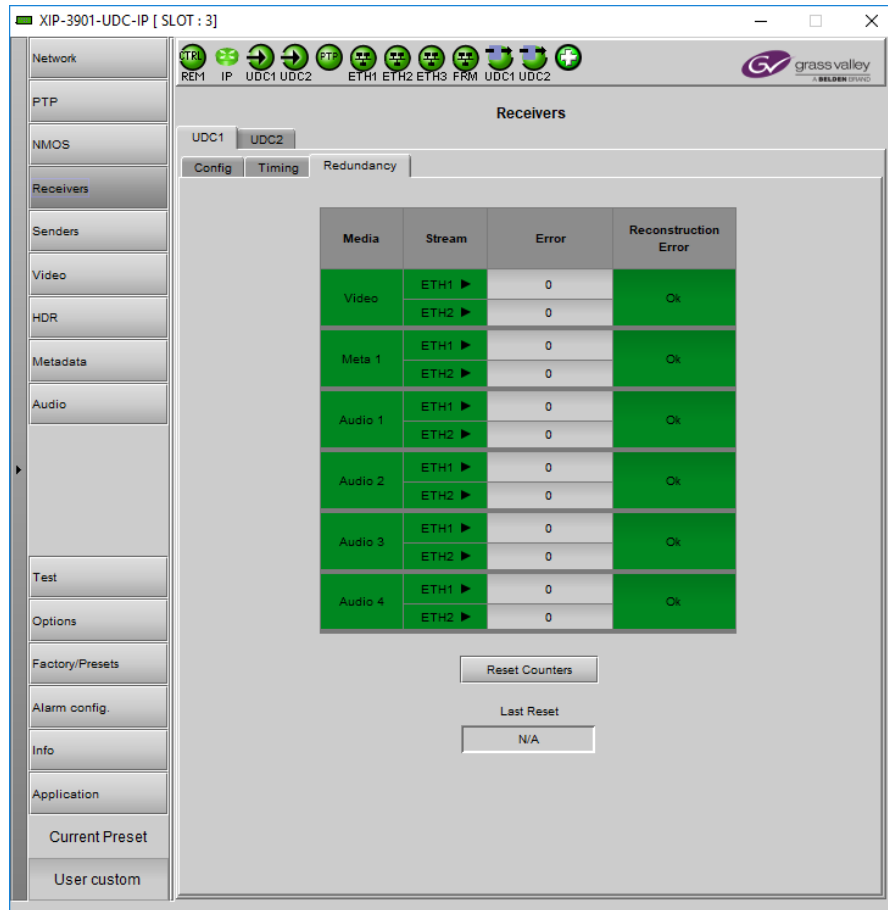 XIP-3901-UDC-IP [ SLOT : 3]
CTRL
PTP
REM IP UDC1 UDC2 ETH1 ETH2 ETH3 FRM UDC1 UDC2
GV grass valley
A BELDEN BRAND
Network
PTP
NMOS
Receivers
Senders
Video
HDR
Metadata
Audio
Test
Options
Factory/Presets
Alarm config.
Info
Application
Current Preset
User custom
Receivers
UDC1 UDC2
Config Timing Redundancy
Media Stream Error Reconstruction Error
Video ETH1 ► 0 Ok
ETH2 ► 0
Meta 1 ETH1 ► 0 Ok
ETH2 ► 0
Audio 1 ETH1 ► 0 Ok
ETH2 ► 0
Audio 2 ETH1 ► 0 Ok
ETH2 ► 0
Audio 3 ETH1 ► 0 Ok
ETH2 ► 0
Audio 4 ETH1 ► 0 Ok
ETH2 ► 0
Reset Counters
Last Reset
N/A